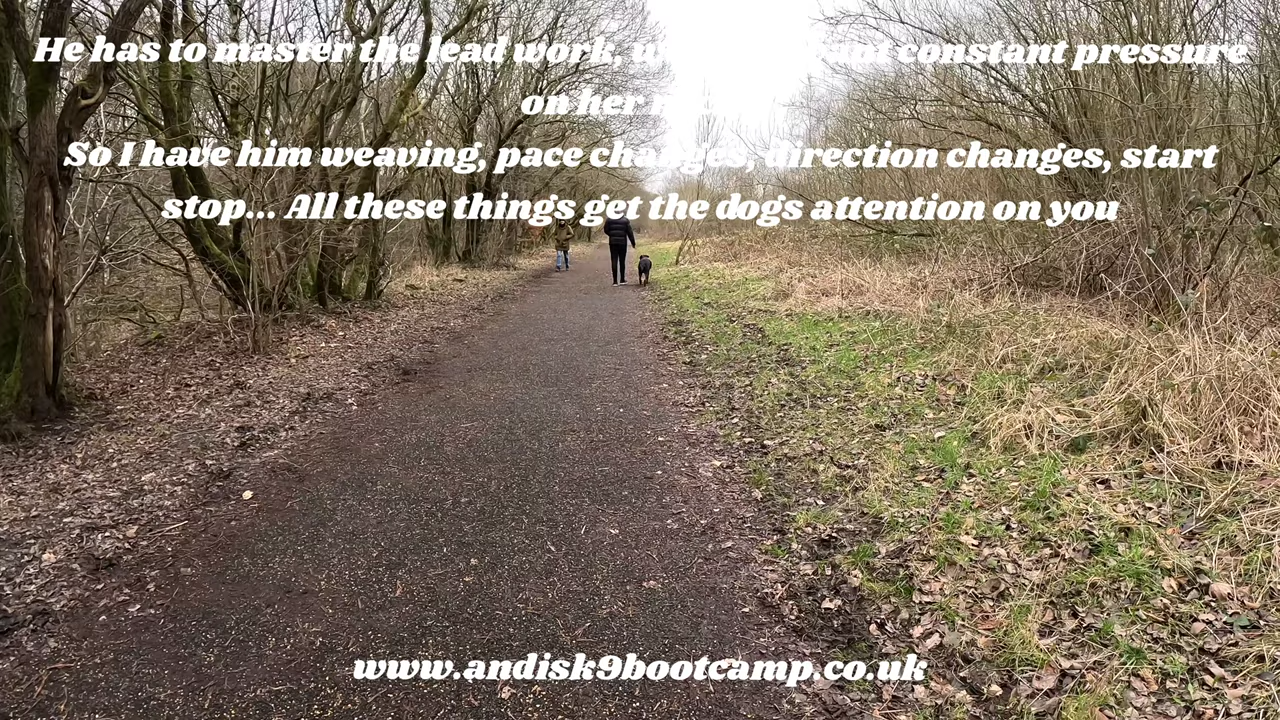 He has to master the lead work, constant pressure
on her
So I have him weaving, pace changes, direction changes, start
stop... All these things get the dogs attention on you
www.andisk9bootcamp.co.uk